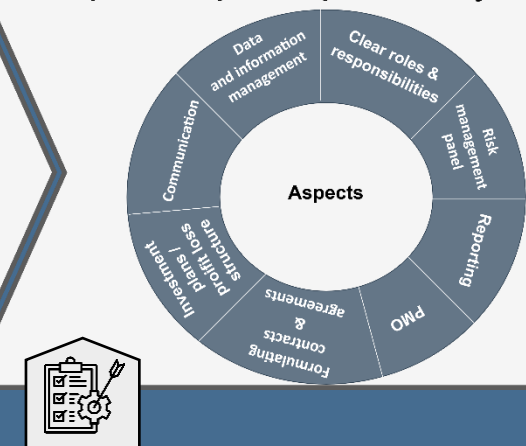 Data
and information
management
Clear roles &
responsibilities
Risk
management
panel
Reporting
PMO
Formulating
contracts
&
agreements
Investment
plans /
profit loss
structure
Communication
Aspects